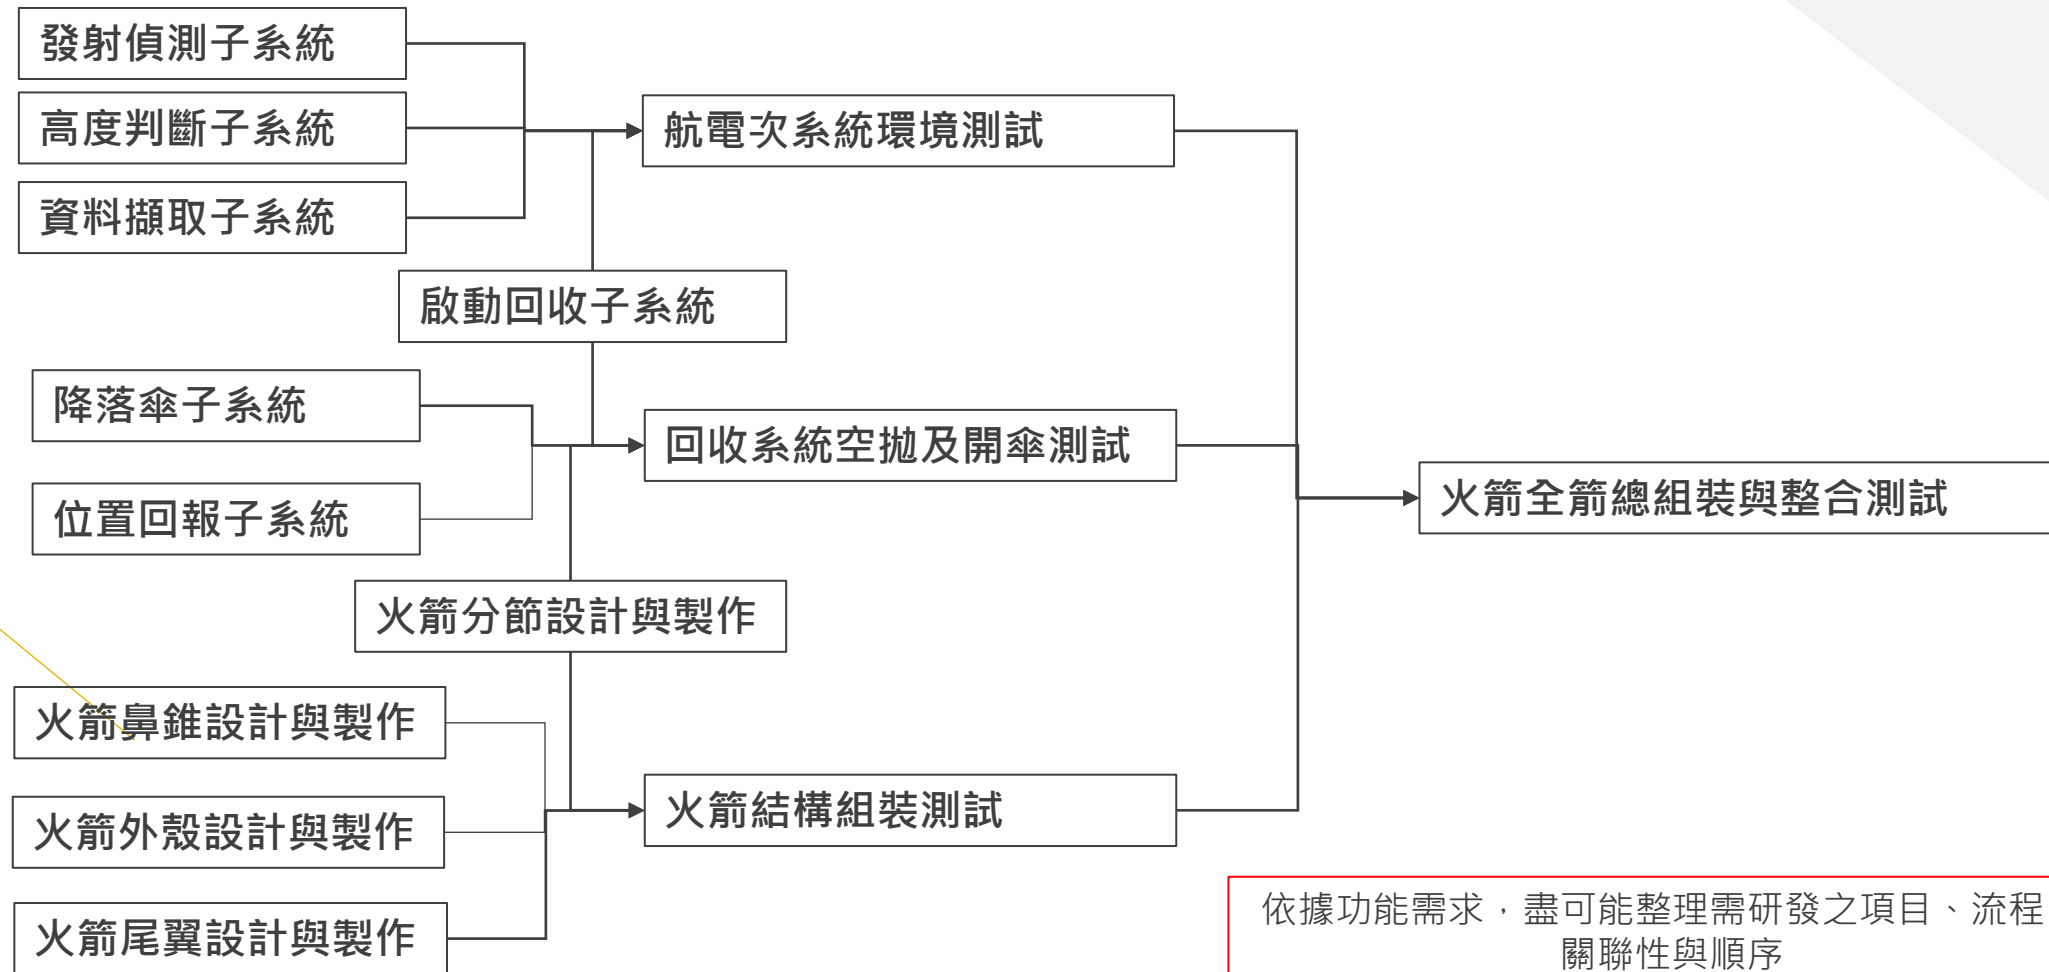 發射偵測子系統
高度判斷子系統
航電次系統環境測試
資料擷取子系統
啟動回收子系統
降落傘子系統
回收系統空拋及開傘測試
火箭全箭總組裝與整合測試
位置回報子系統
火箭分節設計與製作
火箭鼻錐設計與製作
火箭結構組裝測試
火箭外殼設計與製作
火箭尾翼設計與製作
依據功能需求，盡可能整理需研發之項目、流程
關聯性與順序